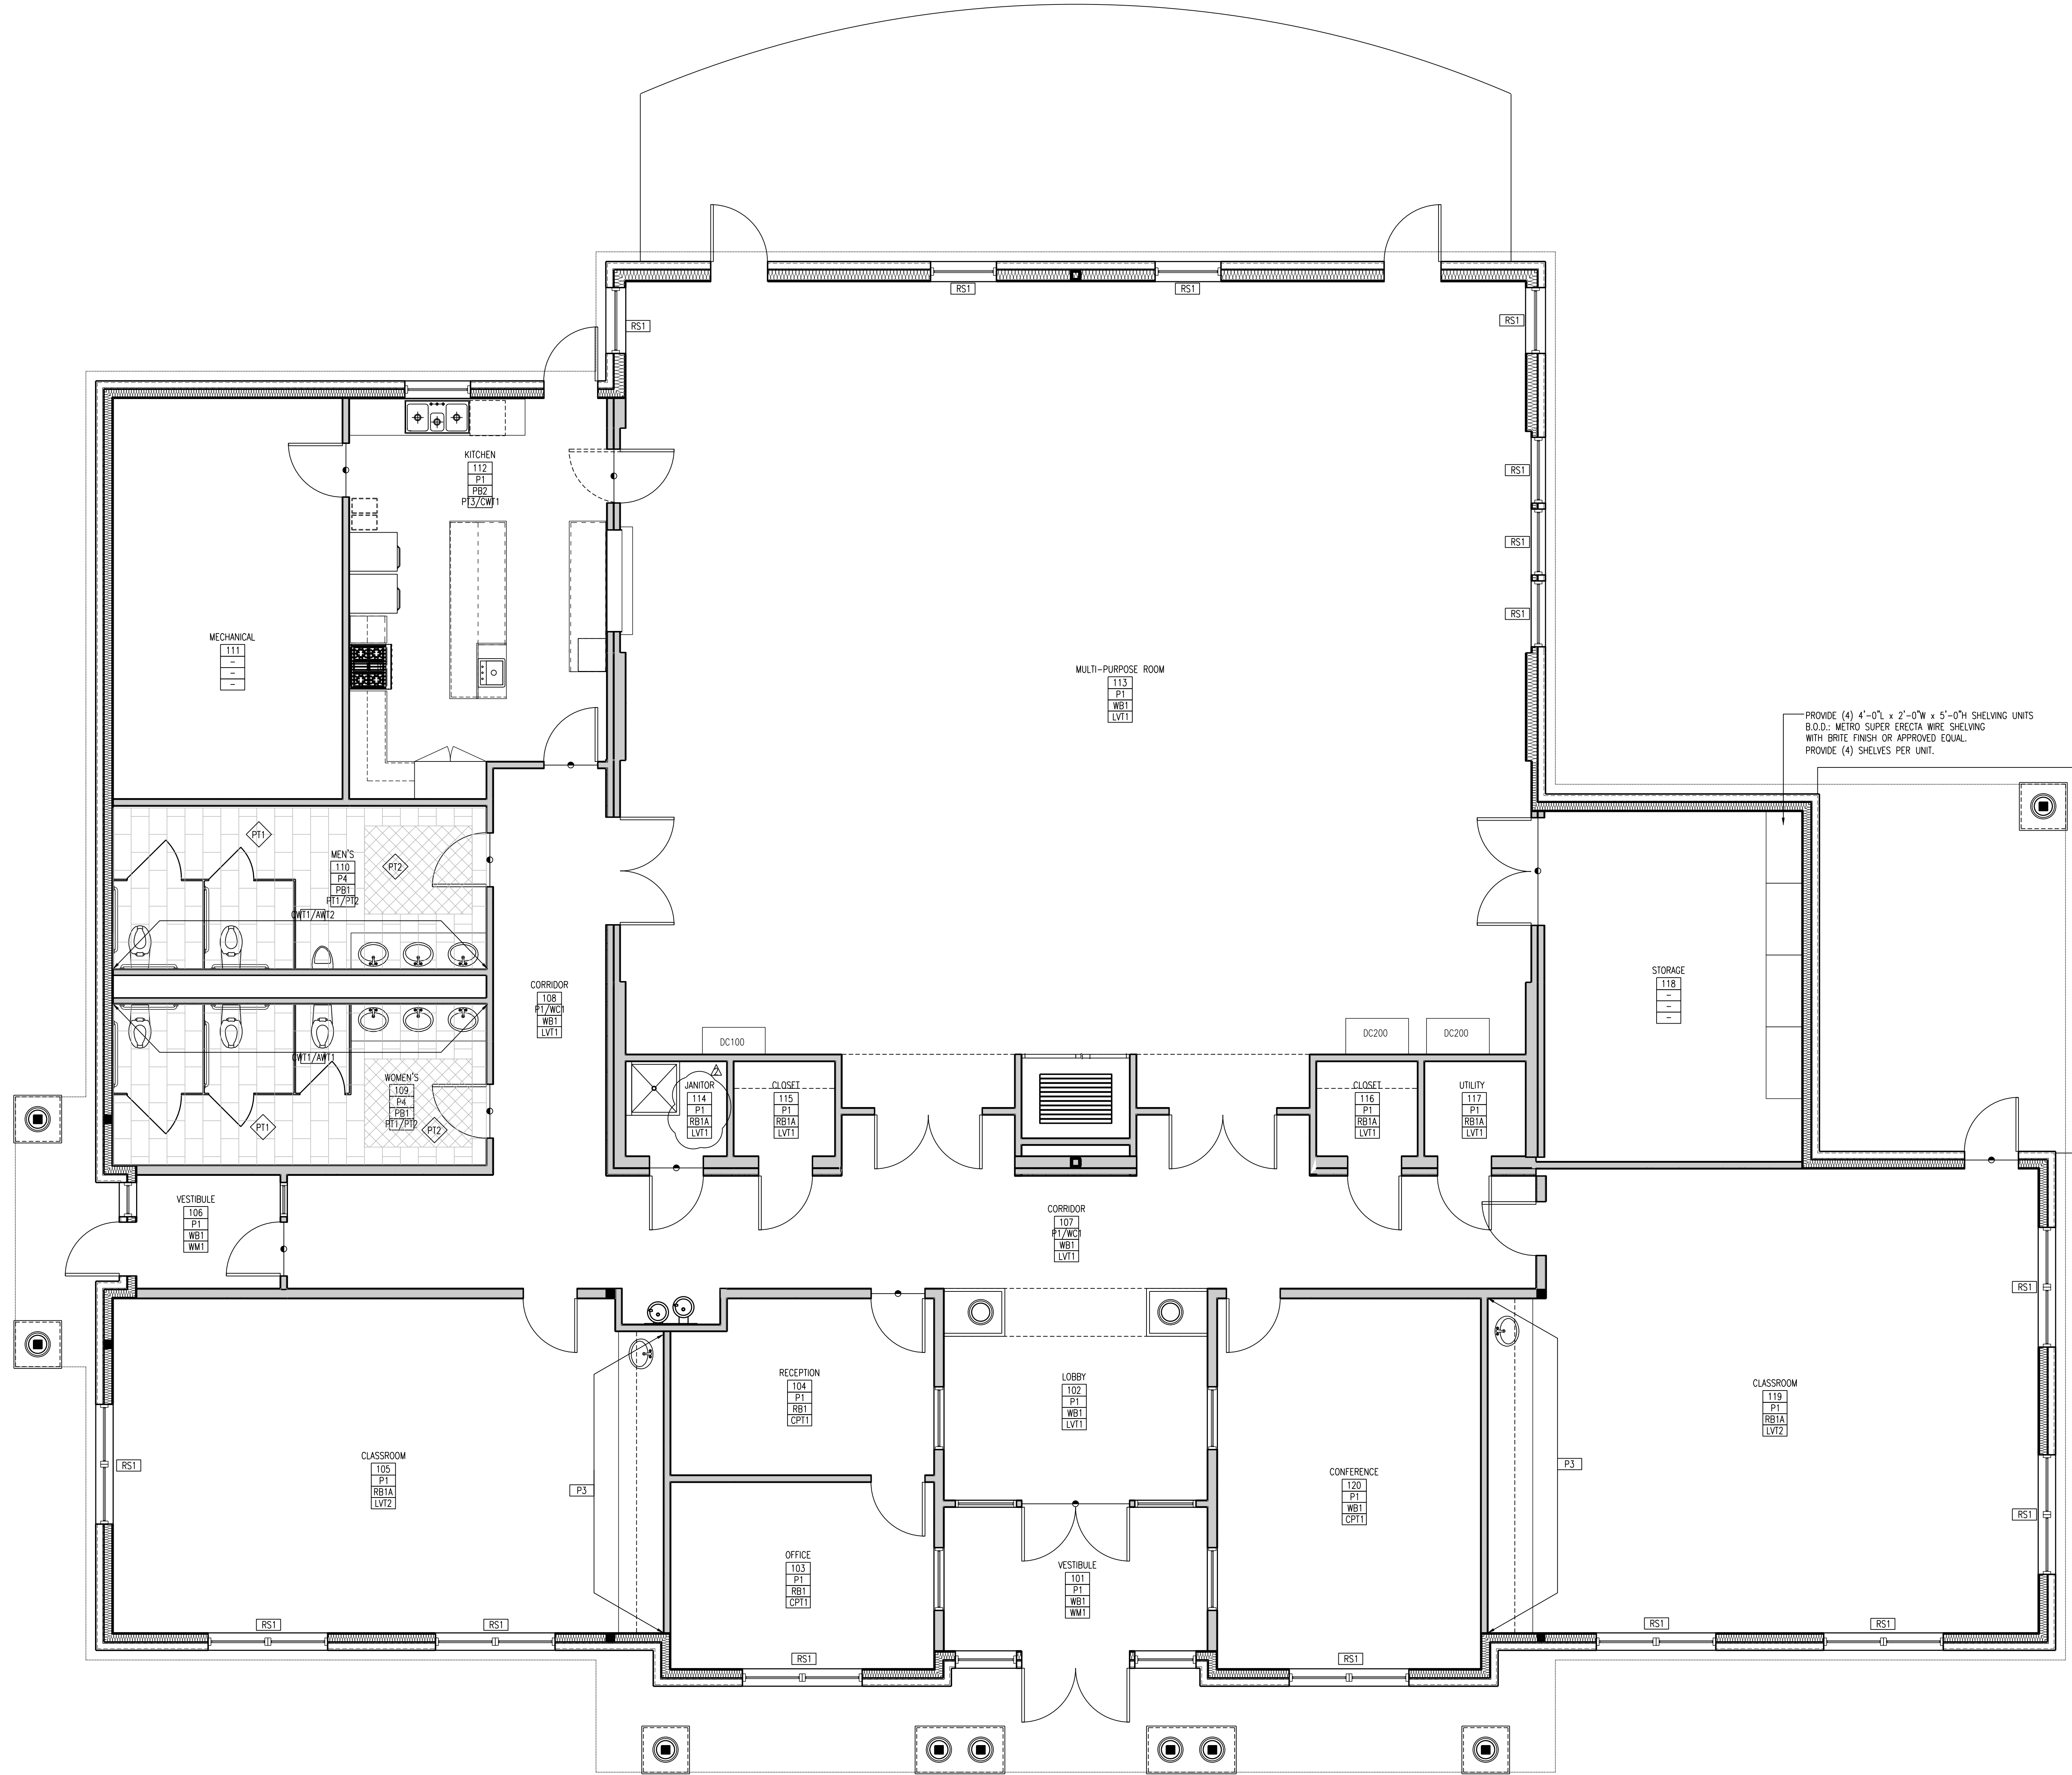 RS1
RS1
RS1
RS1
KITCHEN
112
P1
PB2
PT3/CWT1
RS1
RS1
RS1
MECHANICAL
111
-
-
-
MULTI-PURPOSE ROOM
113
P1
WB1
LVT1
PROVIDE (4) 4'-0"L x 2'-0"W x 5'-0"H SHELVING UNITS
B.O.D.: METRO SUPER ERECTA WIRE SHELVING
WITH BRITE FINISH OR APPROVED EQUAL.
PROVIDE (4) SHELVES PER UNIT.
PT1
MEN'S
110
P4
PB1
PT1/PT2
PT2
CWT1/AWT2
CORRIDOR
108
P1/WC1
WB1
LVT1
STORAGE
118
-
-
-
DC100
DC200
DC200
CWT1/AWT1
WOMEN'S
109
P4
PB1
PT1/PT2
PT1
PT2
JANITOR
114
P1
RB1A
LVT1
2
CLOSET
115
P1
RB1A
LVT1
CLOSET
116
P1
RB1A
LVT1
UTILITY
117
P1
RB1A
LVT1
VESTIBULE
106
P1
WB1
WM1
CORRIDOR
107
P1/WC1
WB1
LVT1
RS1
RECEPTION
104
P1
RB1
CPT1
LOBBY
102
P1
WB1
LVT1
CLASSROOM
119
P1
RB1A
LVT2
CLASSROOM
105
P1
RB1A
LVT2
RS1
P3
CONFERENCE
120
P1
WB1
CPT1
P3
RS1
OFFICE
103
P1
RB1
CPT1
VESTIBULE
101
P1
WB1
WM1
RS1
RS1
RS1
RS1
RS1
RS1